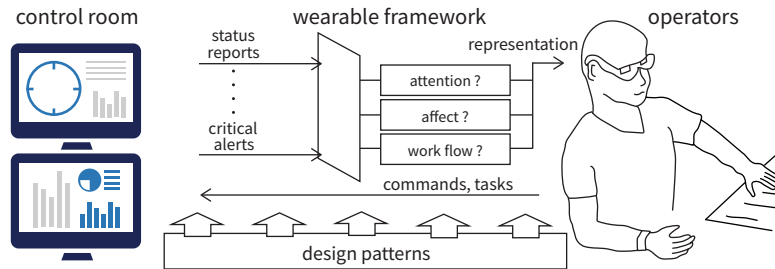 control room
wearable framework
operators
status
reports
critical
alerts
attention ?
affect ?
work flow ?
representation
commands, tasks
design patterns